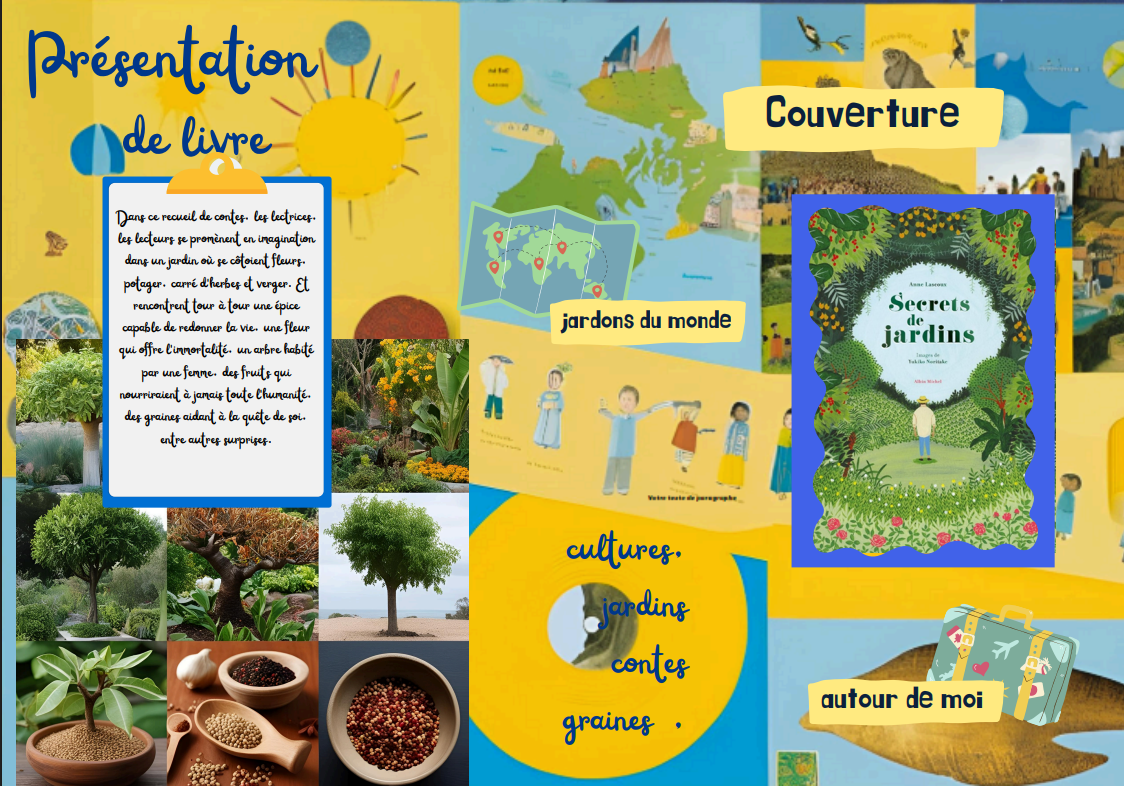 Présentation
de livre
Dans ce recueil de contes, les lectrices,
les lecteurs se promènent en imagination
dans un jardin où se côtoient fleurs,
potager, carré d'herbes et verger. Et
rencontrent tour à tour une épice
capable de redonner la vie, une fleur
qui offre l'immortalité, un arbre habité
par une femme, des fruits qui
nourriraient à jamais toute l'humanité,
des graines aidant à la quête de soi,
entre autres surprises.
jardons du monde
Votre texte de paragraphe
cultures,
jardins
contes
graines .
Couverture
Anne Lascoux
Secrets
de
jardins
Images de
Yukiko Noritake
Albin Michel
autour de moi